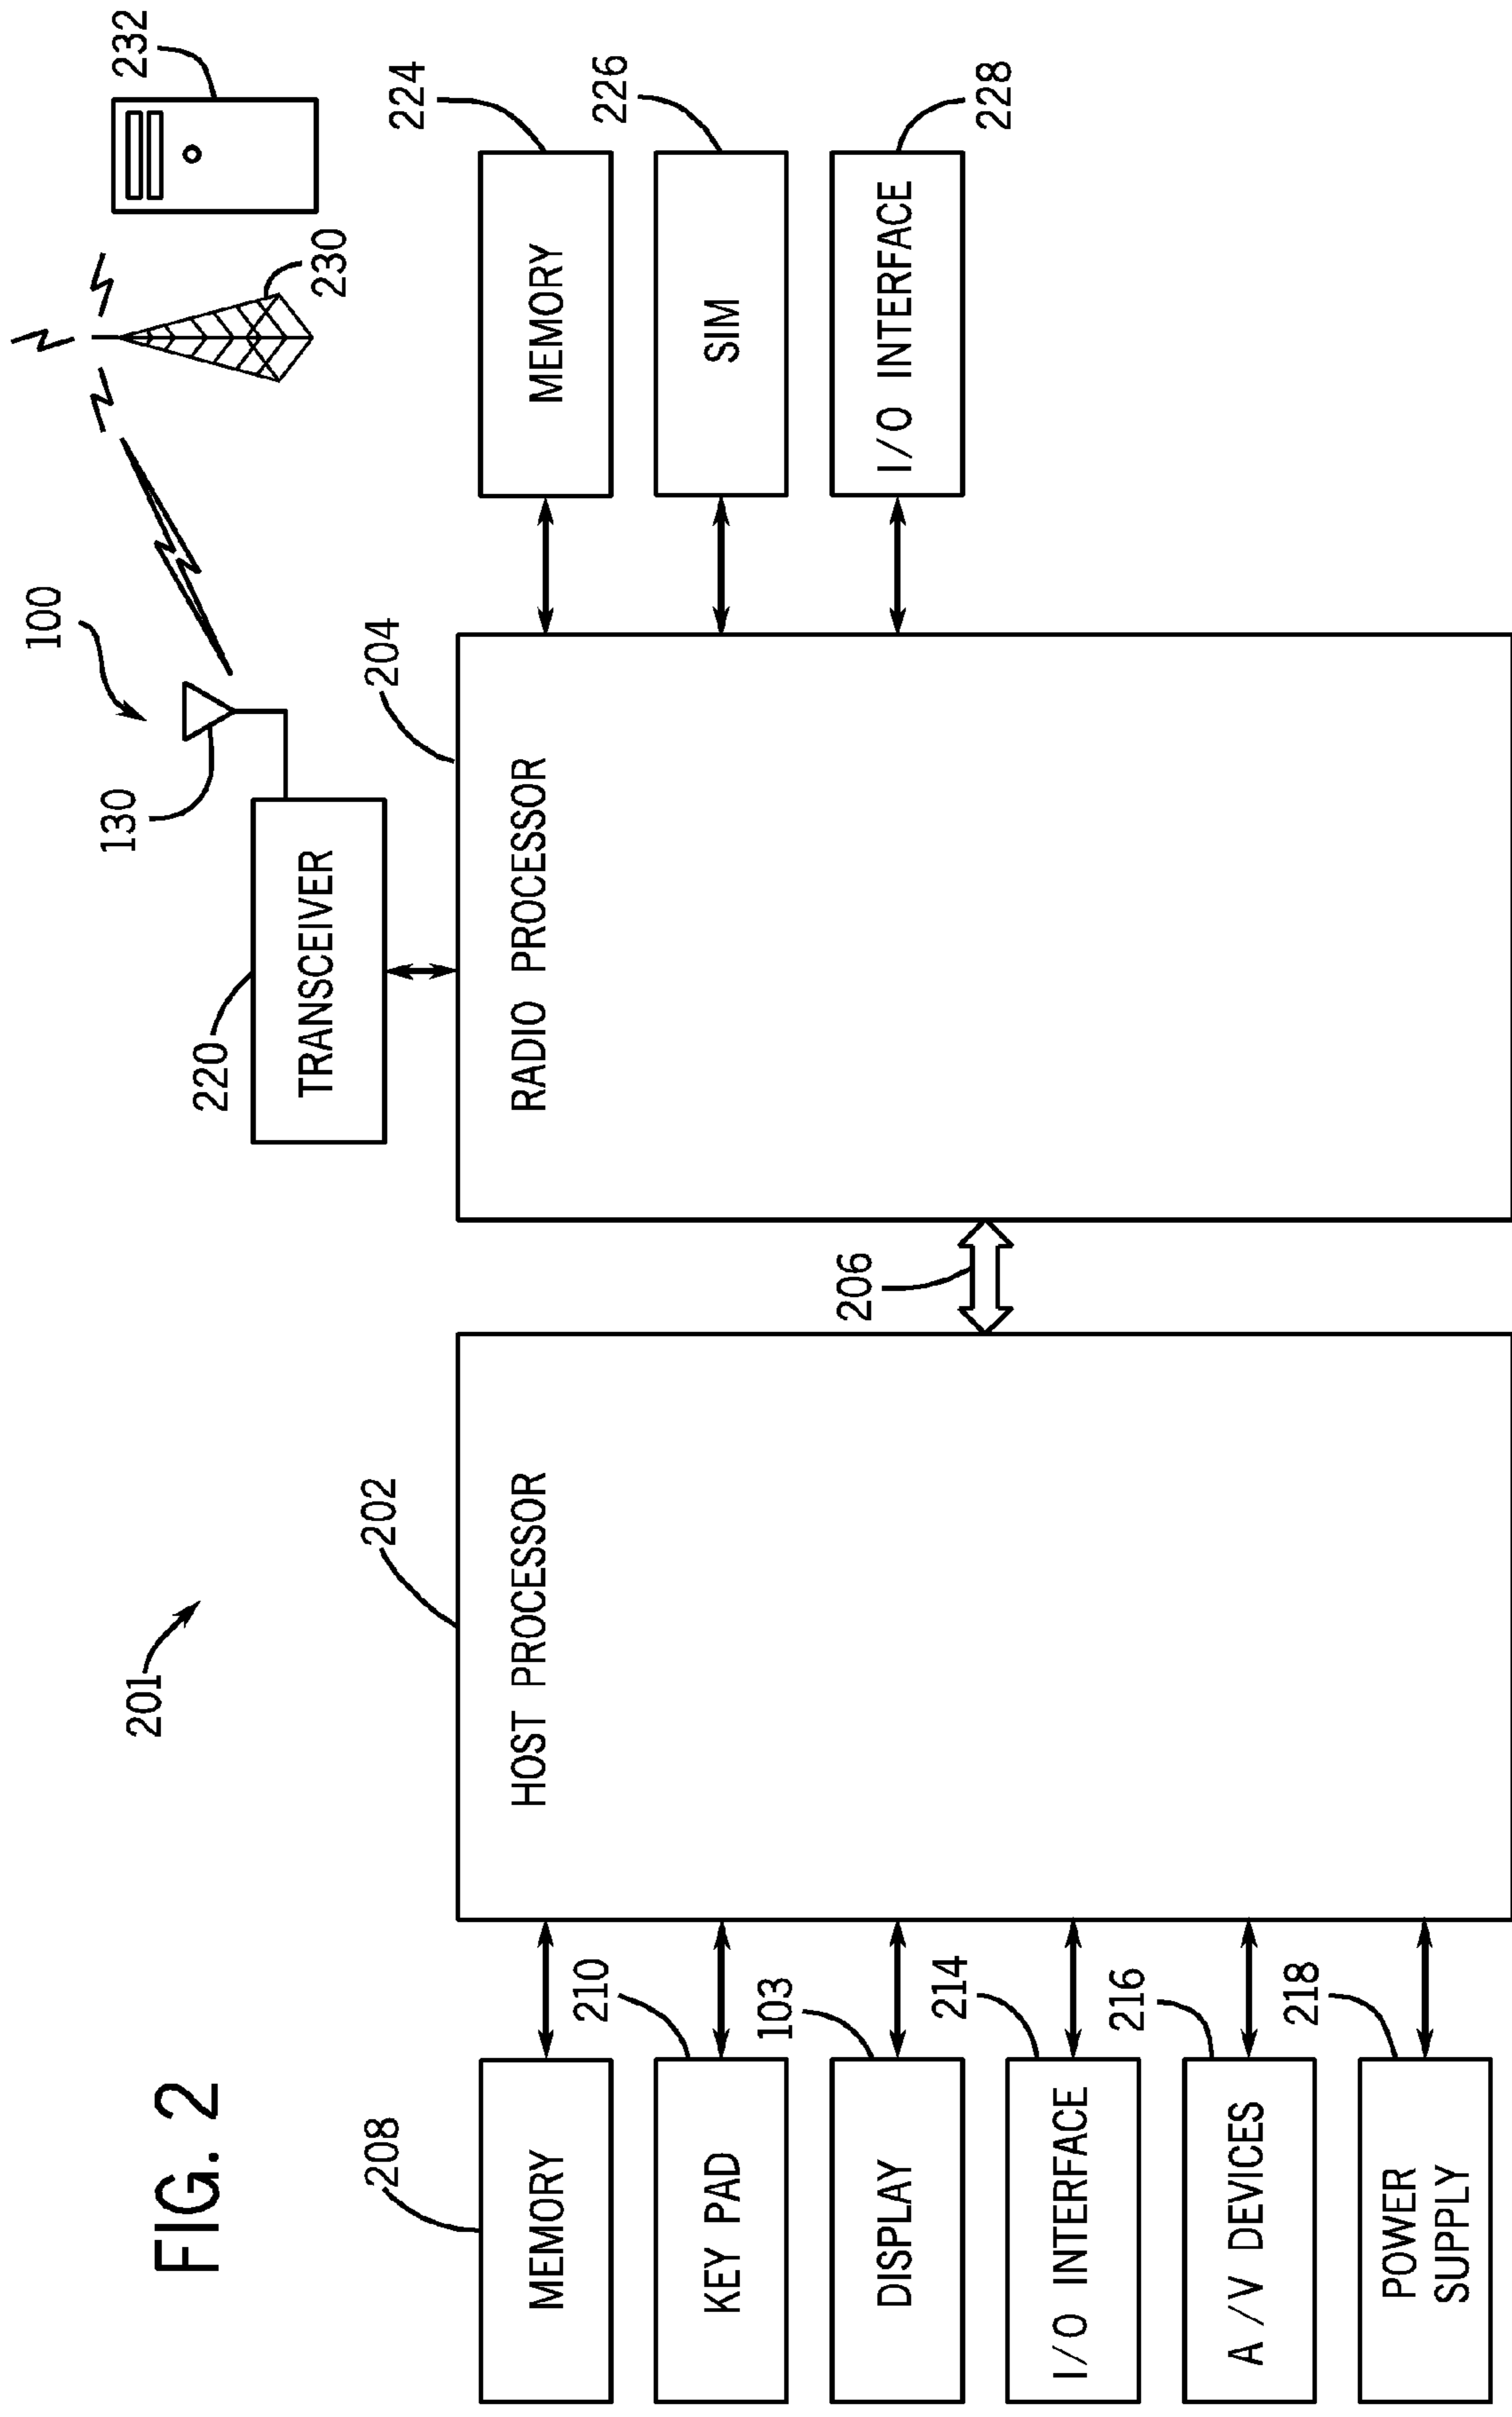 FIG. 2
201
100
232
230
130
220
TRANSCEIVER
208
MEMORY
202
HOST PROCESSOR
204
RADIO PROCESSOR
224
MEMORY
210
KEY PAD
226
SIM
103
DISPLAY
206
228
I/O INTERFACE
214
I/O INTERFACE
216
A/V DEVICES
218
POWER
SUPPLY